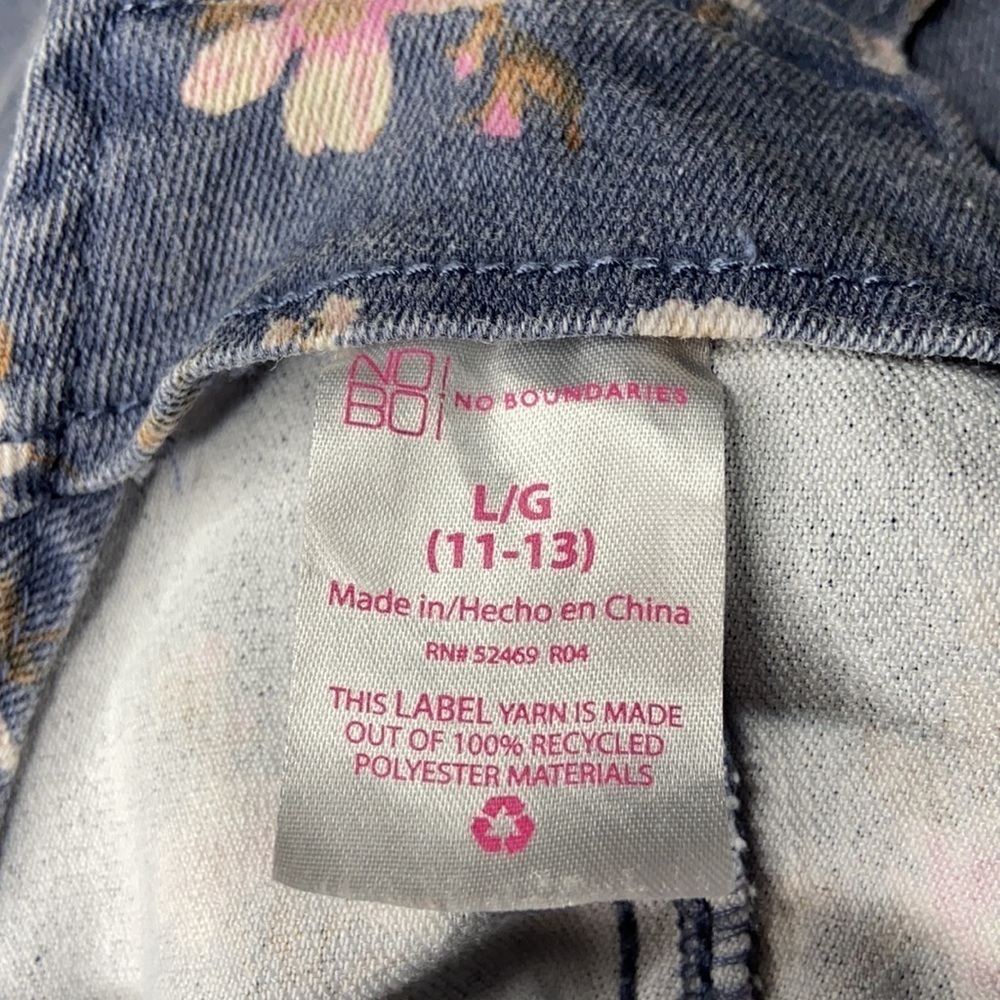 NO
BO
NO BOUNDARIES
L/G
(11-13)
Made in/Hecho en China
RN# 52469 R04
THIS LABEL YARN IS MADE
OUT OF 100% RECYCLED
POLYESTER MATERIALS